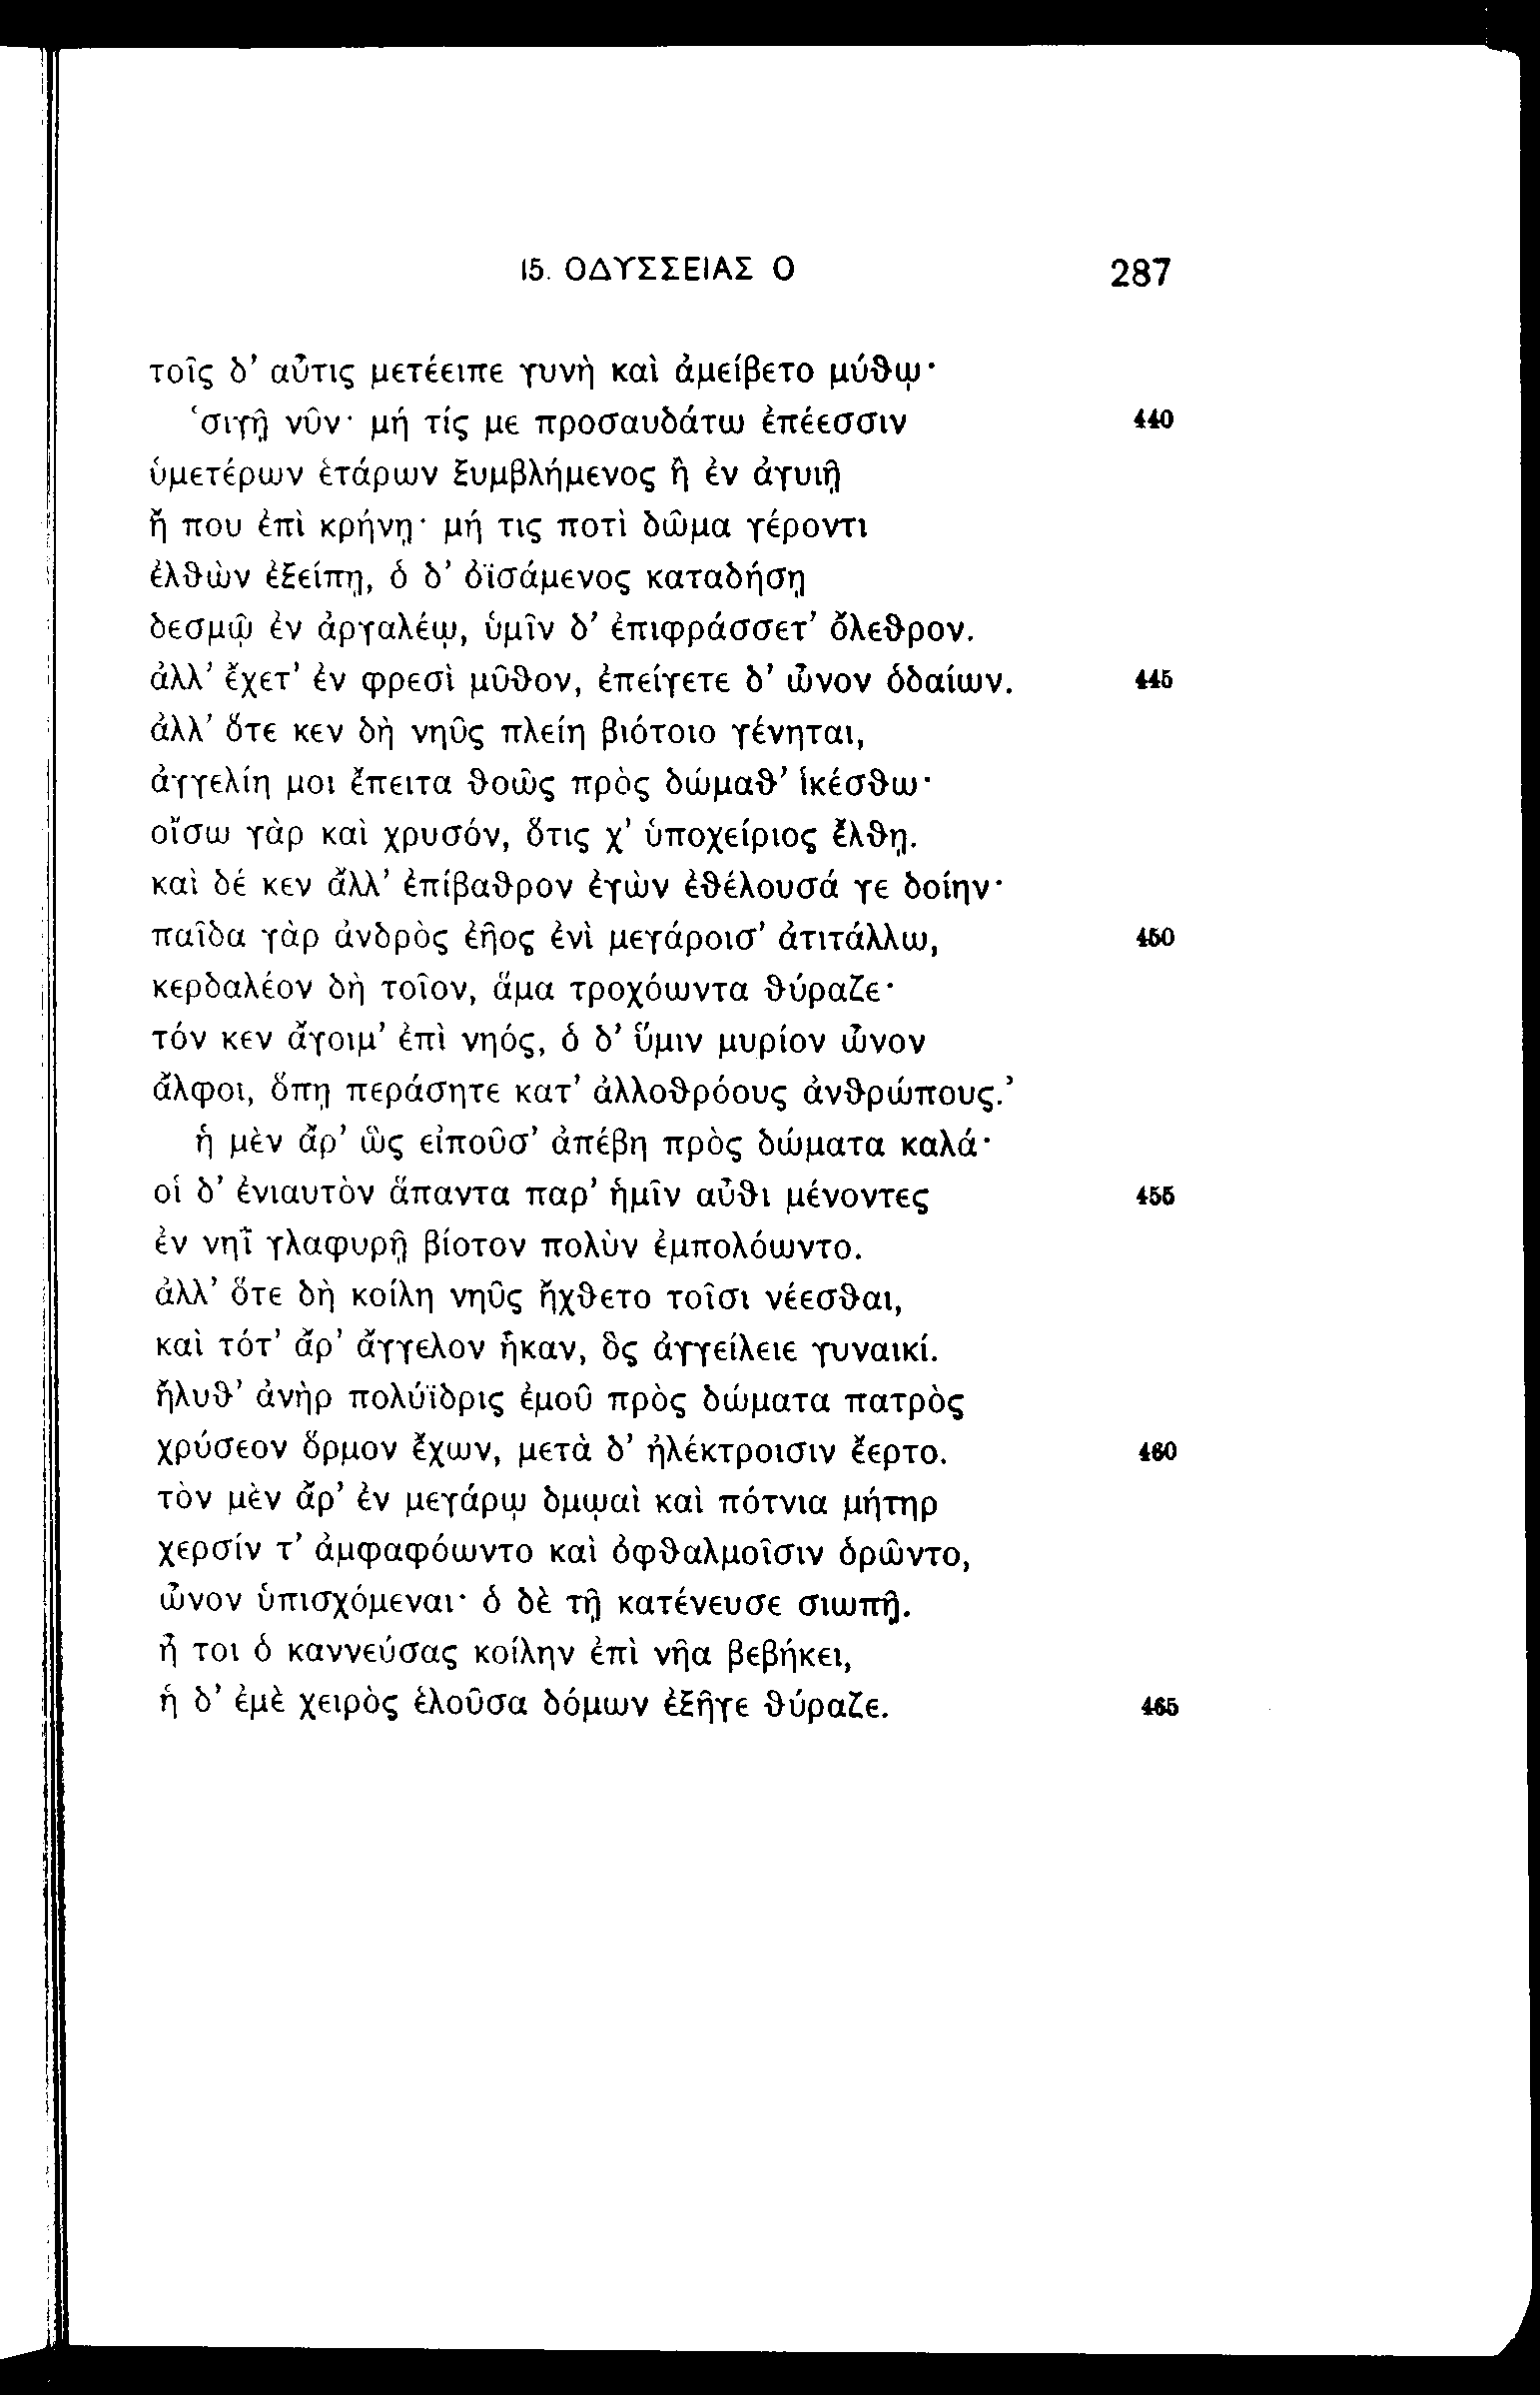 15. ΟΔΥΣΣΕΙΑΣ Ο 287
τοῖς δ’ αὖτις μετέειπε γυνὴ καὶ ἀμείβετο μύθῳ·
‘σιγῇ νῦν· μή τίς με προσαυδάτω ἐπέεσσιν 440
ὑμετέρων ἑτάρων ξυμβλήμενος ἢ ἐν ἀγυιῇ
ἤ που ἐπὶ κρήνῃ· μή τις ποτὶ δῶμα γέροντι
ἐλθὼν ἐξείπῃ, ὁ δ’ ὀϊσάμενος καταδήσῃ
δεσμῷ ἐν ἀργαλέῳ, ὑμῖν δ’ ἐπιφράσσετ’ ὄλεθρον.
ἀλλ’ ἔχετ’ ἐν φρεσὶ μῦθον, ἐπείγετε δ’ ὦνον ὁδαίων. 445
ἀλλ’ ὅτε κεν δὴ νηῦς πλείη βιότοιο γένηται,
ἀγγελίη μοι ἔπειτα θοῶς πρὸς δώμαθ’ ἱκέσθω·
οἴσω γὰρ καὶ χρυσόν, ὅτις χ’ ὑποχείριος ἔλθῃ.
καὶ δέ κεν ἄλλ’ ἐπίβαθρον ἐγὼν ἐθέλουσά γε δοίην·
παῖδα γὰρ ἀνδρὸς ἐῆος ἐνὶ μεγάροισ’ ἀτιτάλλω, 450
κερδαλέον δὴ τοῖον, ἅμα τροχόωντα θύραζε·
τόν κεν ἄγοιμ’ ἐπὶ νηός, ὁ δ’ ὕμιν μυρίον ὦνον
ἄλφοι, ὅπῃ περάσητε κατ’ ἀλλοθρόους ἀνθρώπους.’
ἡ μὲν ἄρ’ ὣς εἰποῦσ’ ἀπέβη πρὸς δώματα καλά·
οἱ δ’ ἐνιαυτὸν ἅπαντα παρ’ ἡμῖν αὖθι μένοντες 455
ἐν νηῒ γλαφυρῇ βίοτον πολὺν ἐμπολόωντο.
ἀλλ’ ὅτε δὴ κοίλη νηῦς ἤχθετο τοῖσι νέεσθαι,
καὶ τότ’ ἄρ’ ἄγγελον ἧκαν, ὃς ἀγγείλειε γυναικί.
ἤλυθ’ ἀνὴρ πολύϊδρις ἐμοῦ πρὸς δώματα πατρὸς
χρύσεον ὅρμον ἔχων, μετὰ δ’ ἠλέκτροισιν ἔερτο. 460
τὸν μὲν ἄρ’ ἐν μεγάρῳ δμῳαὶ καὶ πότνια μήτηρ
χερσίν τ’ ἀμφαφόωντο καὶ ὀφθαλμοῖσιν ὁρῶντο,
ὦνον ὑπισχόμεναι· ὁ δὲ τῇ κατένευσε σιωπῇ.
ἦ τοι ὁ καννεύσας κοίλην ἐπὶ νῆα βεβήκει,
ἡ δ’ ἐμὲ χειρὸς ἑλοῦσα δόμων ἐξῆγε θύραζε. 465